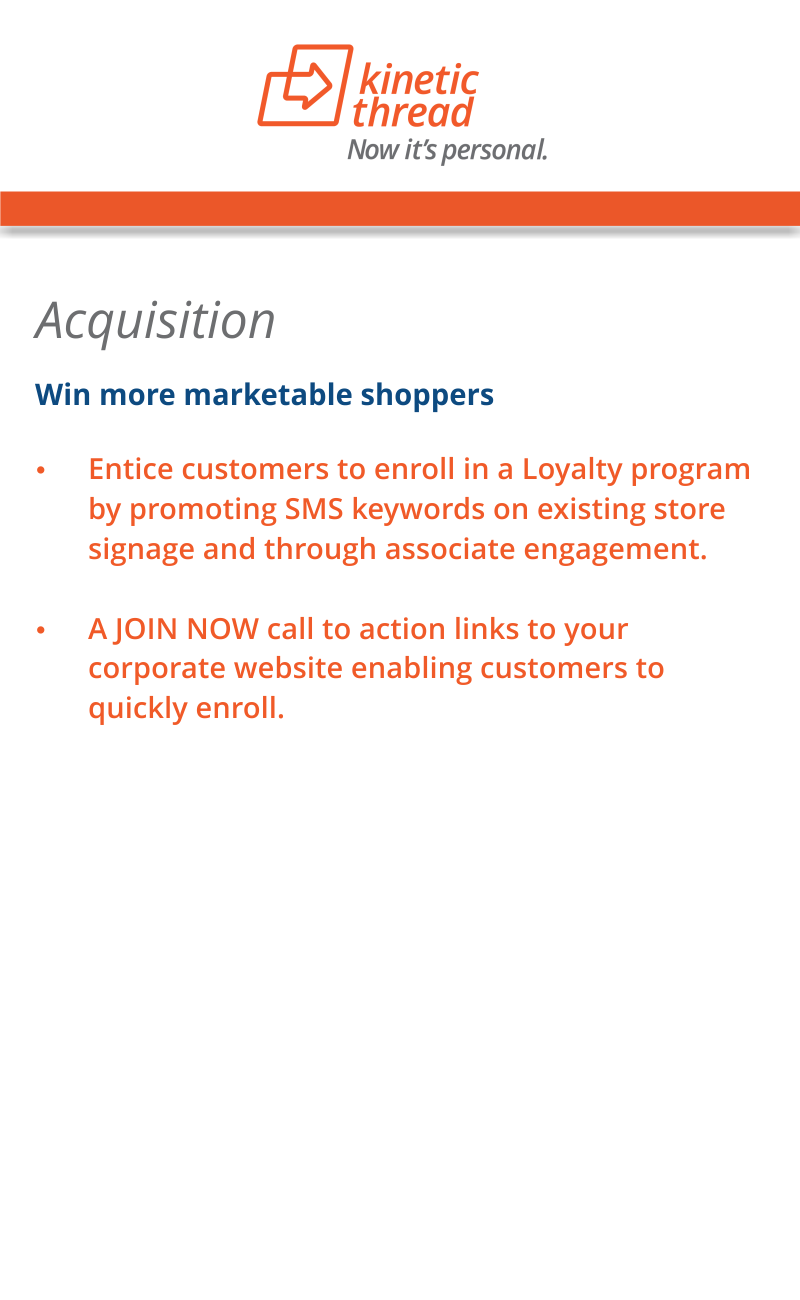 kinetic
thread
Now it's personal.
Acquisition
Win more marketable shoppers
• Entice customers to enroll in a Loyalty program
by promoting SMS keywords on existing store
signage and through associate engagement.
• A JOIN NOW call to action links to your
corporate website enabling customers to
quickly enroll.